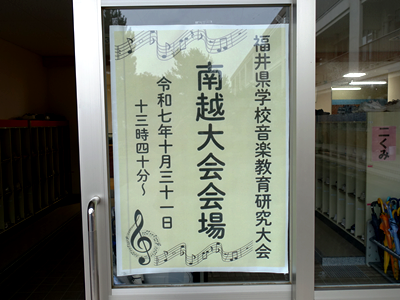 福井県学校音楽教育研究大会
南越大会会場
令和七年十月三十一日
十三時四十分～
二くみ